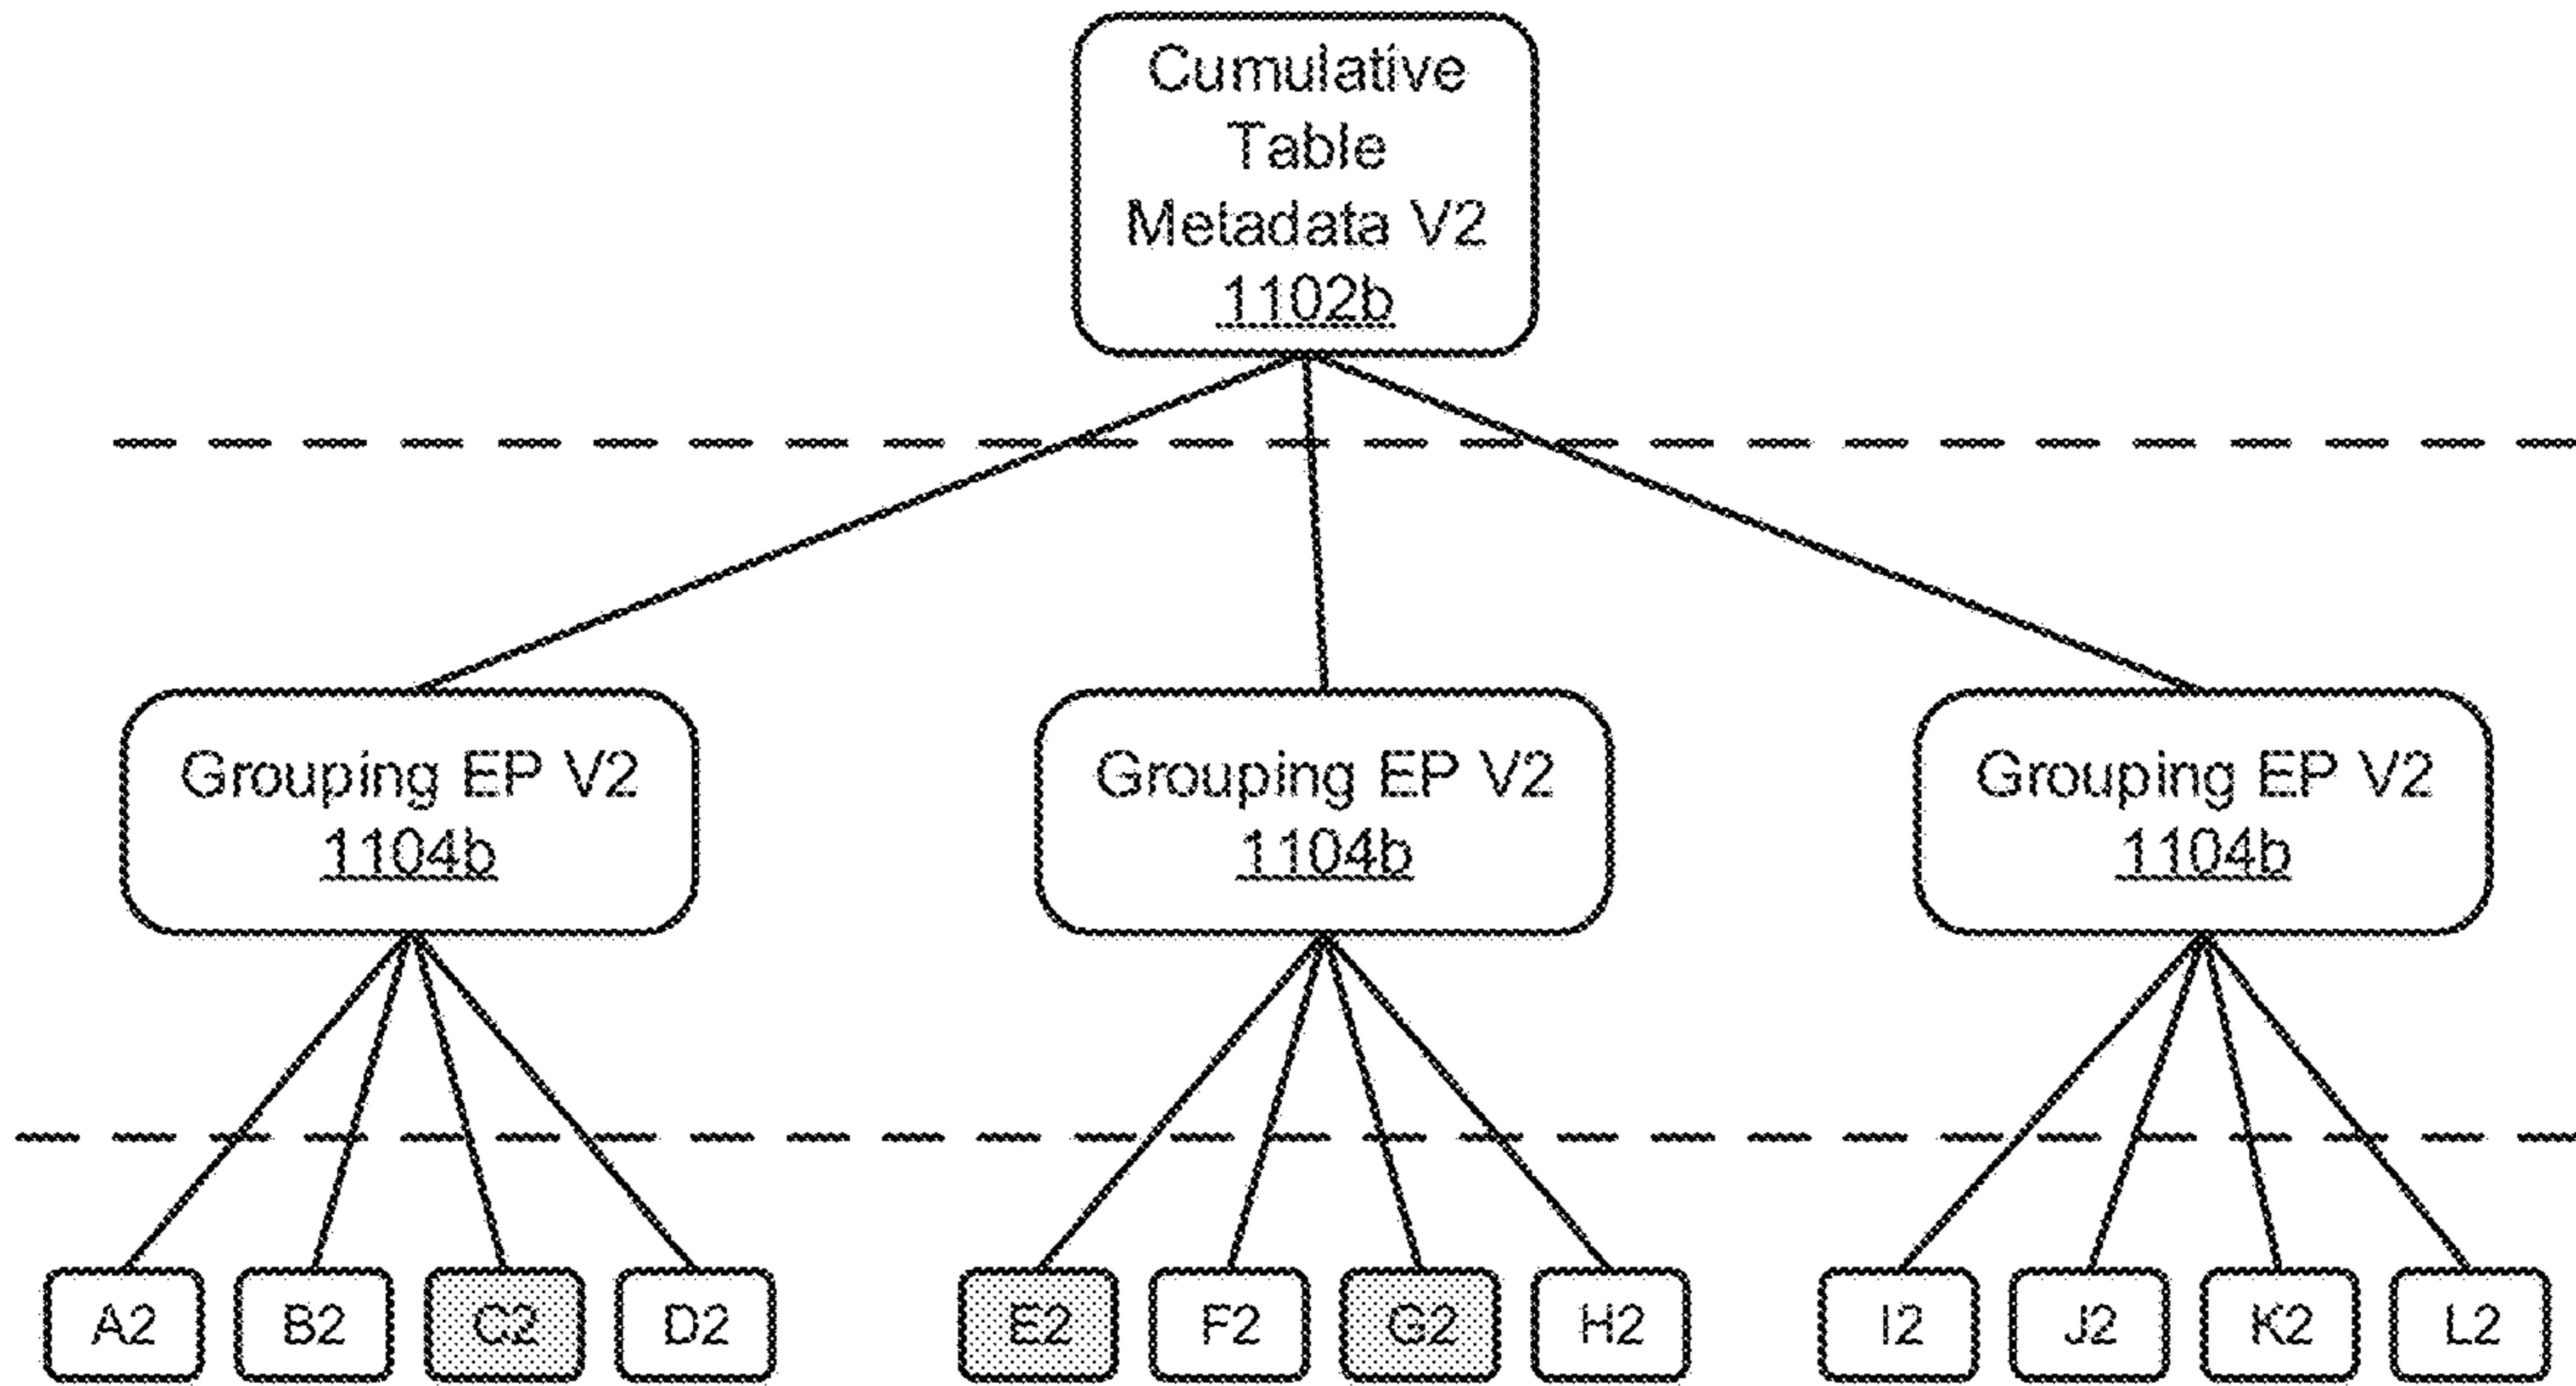 Cumulative
Table
Metadata V2
1102b
Grouping EP V2
1104b
Grouping EP V2
1104b
Grouping EP V2
1104b
A2
B2
C2
D2
E2
F2
G2
H2
I2
J2
K2
L2